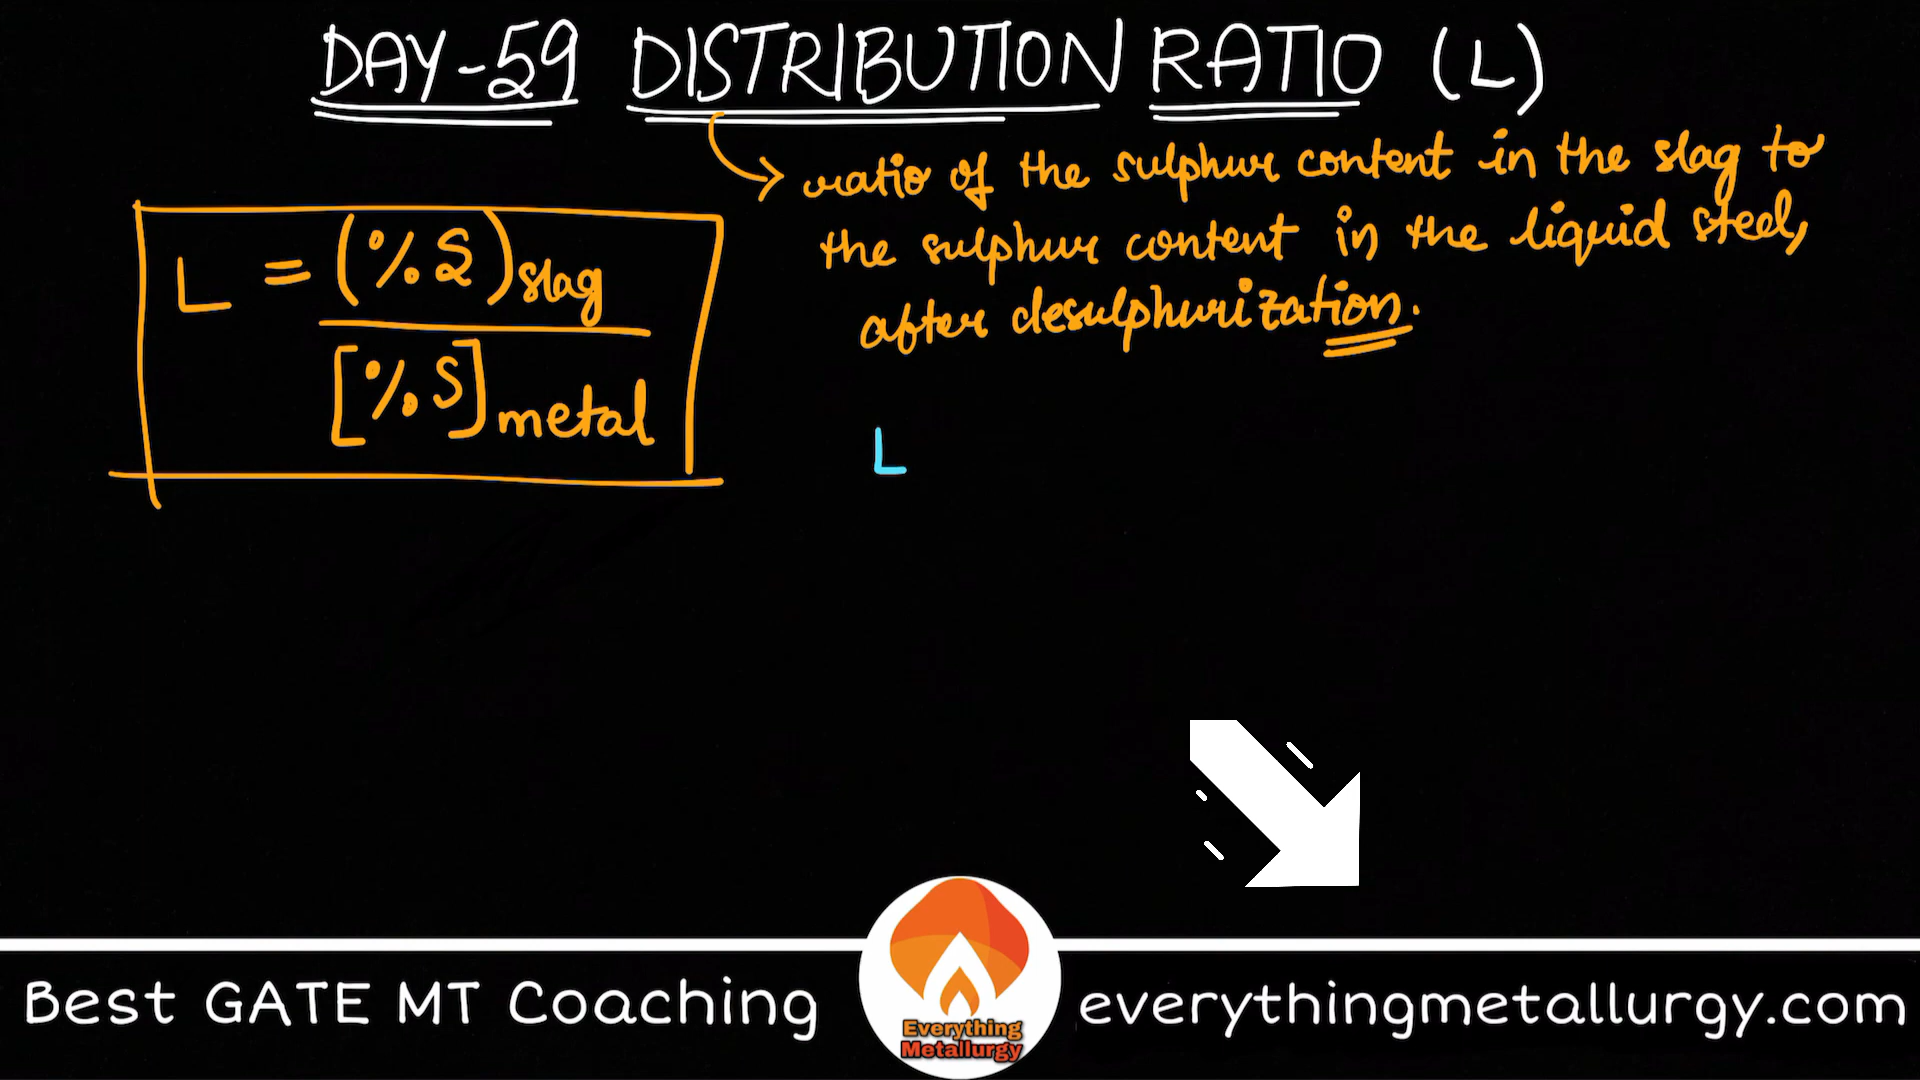 DAY-59 DISTRIBUTION RATIO (L)
ratio of the sulphur content in the slag to
the sulphur content in the liquid steel,
after desulphurization.
L = (%S)slag
[%S]metal
L
Best GATE MT Coaching
Everything
Metallurgy
everythingmetallurgy.com